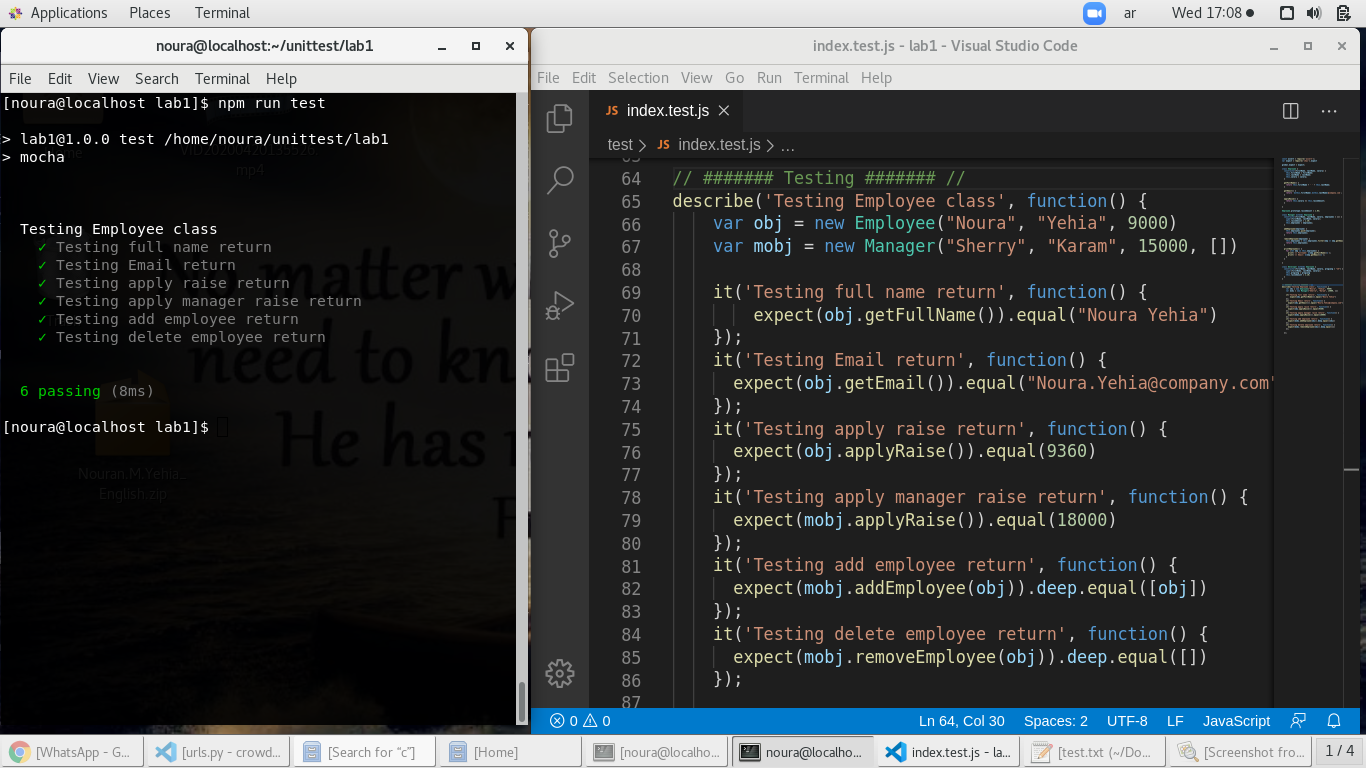 Applications Places Terminal ar Wed 17:08
noura@localhost:~/unittest/lab1
File Edit View Search Terminal Help
[noura@localhost lab1]$ npm run test
> lab1@1.0.0 test /home/noura/unittest/lab1
> mocha
mp4
Testing Employee class
✓ Testing full name return
✓ Testing Email return
✓ Testing apply raise return
✓ Testing apply manager raise return
✓ Testing add employee return
✓ Testing delete employee return
6 passing (8ms)
[noura@localhost lab1]$
No matter w
need to kn
He has
Nouran.M.Yehia-
English.zip
index.test.js - lab1 - Visual Studio Code
File Edit Selection View Go Run Terminal Help
JS index.test.js
test > JS index.test.js > ...
64 // ####### Testing ####### //
65 describe('Testing Employee class', function() {
66 var obj = new Employee("Noura", "Yehia", 9000)
67 var mobj = new Manager("Sherry", "Karam", 15000, [])
68
69 it('Testing full name return', function() {
70 expect(obj.getFullName()).equal("Noura Yehia")
71 });
72 it('Testing Email return', function() {
73 expect(obj.getEmail()).equal("Noura.Yehia@company.com"
74 });
75 it('Testing apply raise return', function() {
76 expect(obj.applyRaise()).equal(9360)
77 });
78 it('Testing apply manager raise return', function() {
79 expect(mobj.applyRaise()).equal(18000)
80 });
81 it('Testing add employee return', function() {
82 expect(mobj.addEmployee(obj)).deep.equal([obj])
83 });
84 it('Testing delete employee return', function() {
85 expect(mobj.removeEmployee(obj)).deep.equal([])
86 });
87
0 0 Ln 64, Col 30 Spaces: 2 UTF-8 LF JavaScript
[WhatsApp - G... [urls.py - crowd... [Search for “c”] [Home] [noura@localho... noura@localho... index.test.js - la... [test.txt (~/Do... [Screenshot fro... 1 / 4